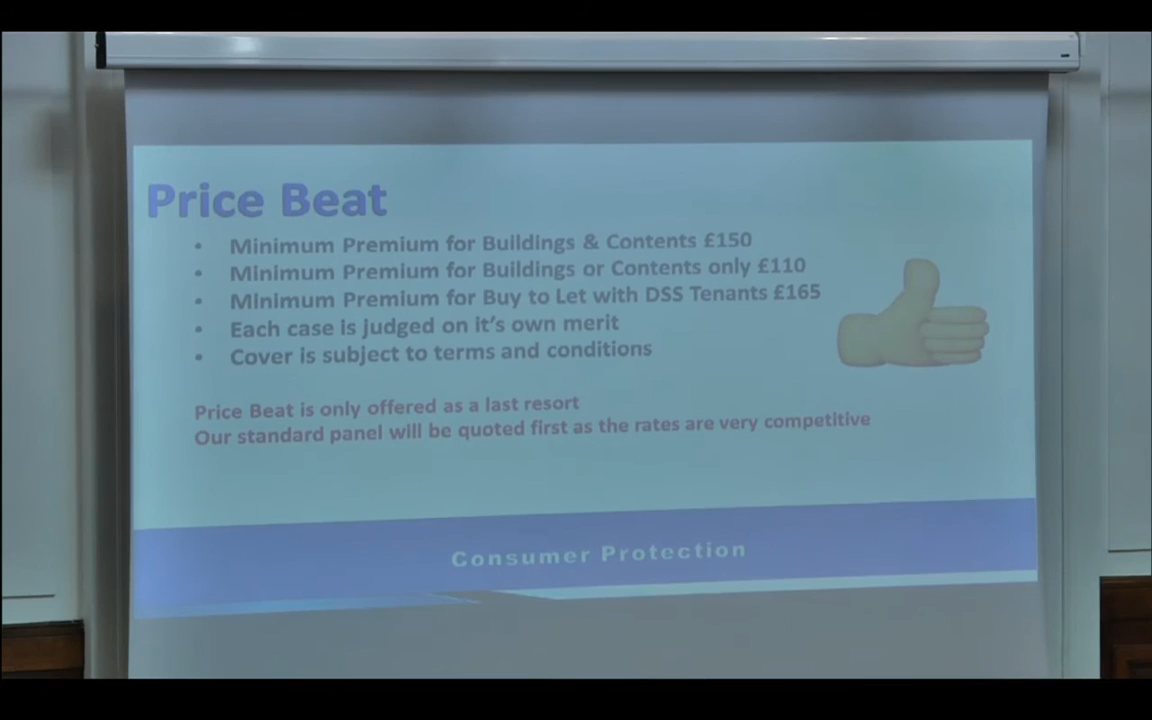 Price Beat
• Minimum Premium for Buildings & Contents £150
• Minimum Premium for Buildings or Contents only £110
• Minimum Premium for Buy to Let with DSS Tenants £165
• Each case is judged on it's own merit
• Cover is subject to terms and conditions
Price Beat is only offered as a last resort
Our standard panel will be quoted first as the rates are very competitive
Consumer Protection